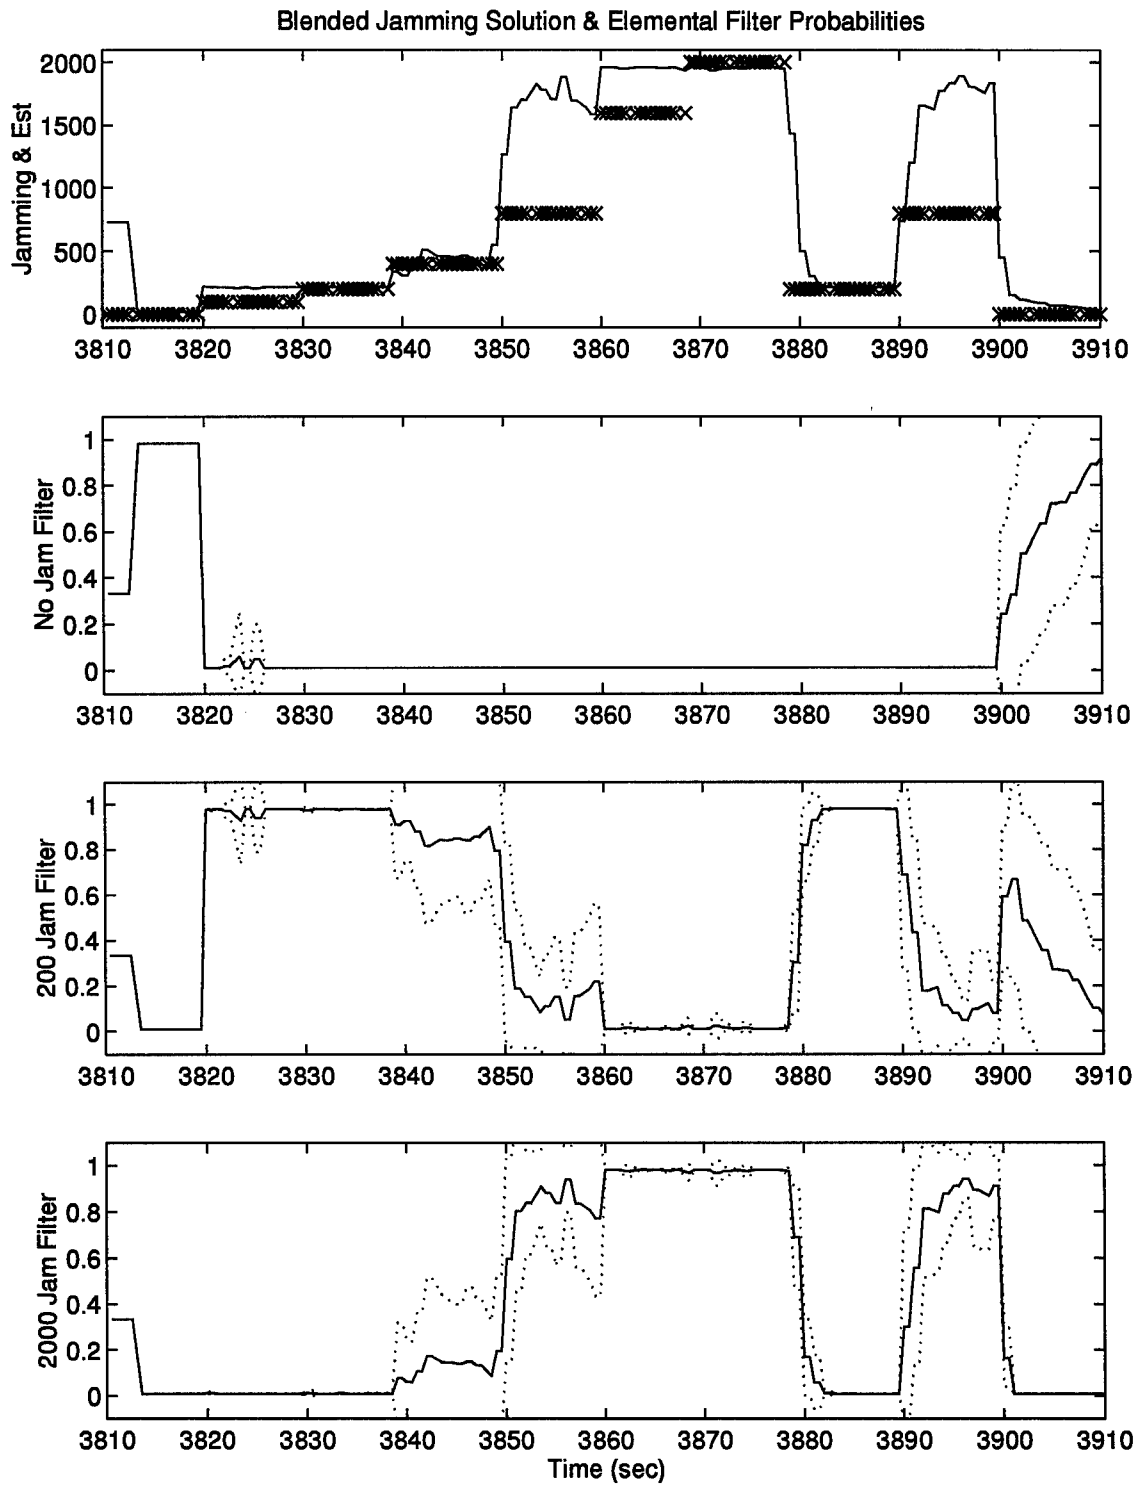 Blended Jamming Solution & Elemental Filter Probabilities
Jamming & Est
2000
1500
1000
500
0
3810 3820 3830 3840 3850 3860 3870 3880 3890 3900 3910
No Jam Filter
1
0.8
0.6
0.4
0.2
0
3810 3820 3830 3840 3850 3860 3870 3880 3890 3900 3910
200 Jam Filter
1
0.8
0.6
0.4
0.2
0
3810 3820 3830 3840 3850 3860 3870 3880 3890 3900 3910
2000 Jam Filter
1
0.8
0.6
0.4
0.2
0
3810 3820 3830 3840 3850 3860 3870 3880 3890 3900 3910
Time (sec)